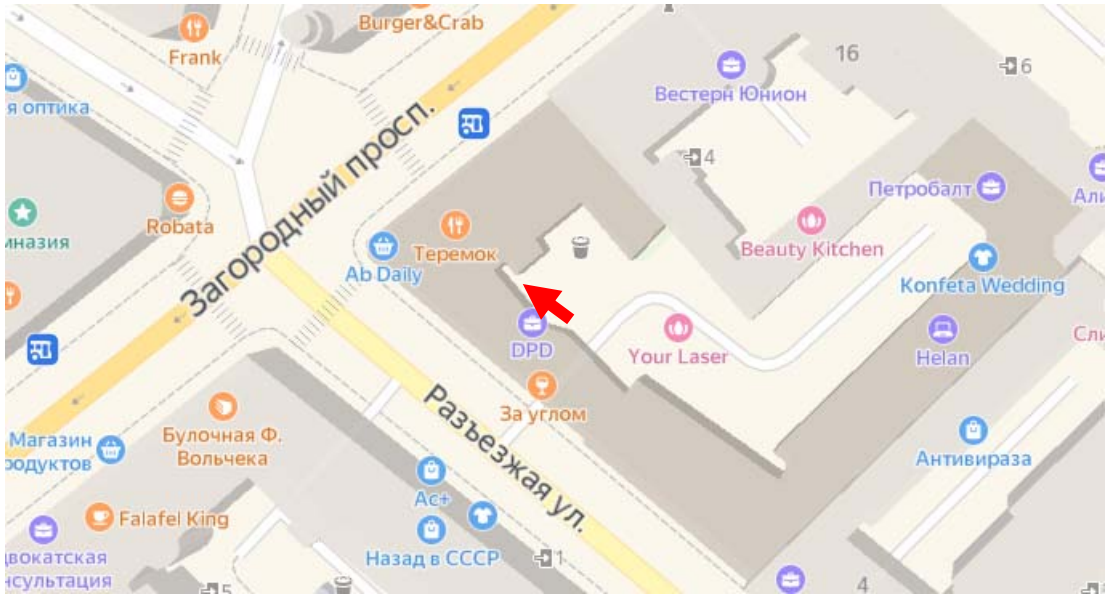 Burger&Crab
Frank
16
6
Вестерн Юнион
я оптика
4
Загородный просп.
Петробалт
Али
Robata
мназия
Теремок
Ab Daily
Beauty Kitchen
Konfeta Wedding
DPD
Your Laser
Helan
Сли
За углом
Разъезжая ул.
Булочная Ф.
Вольчека
Магазин
родуктов
Антивираза
Ас+
Falafel King
Назад в СССР
1
двокатская
нсультация
5
4